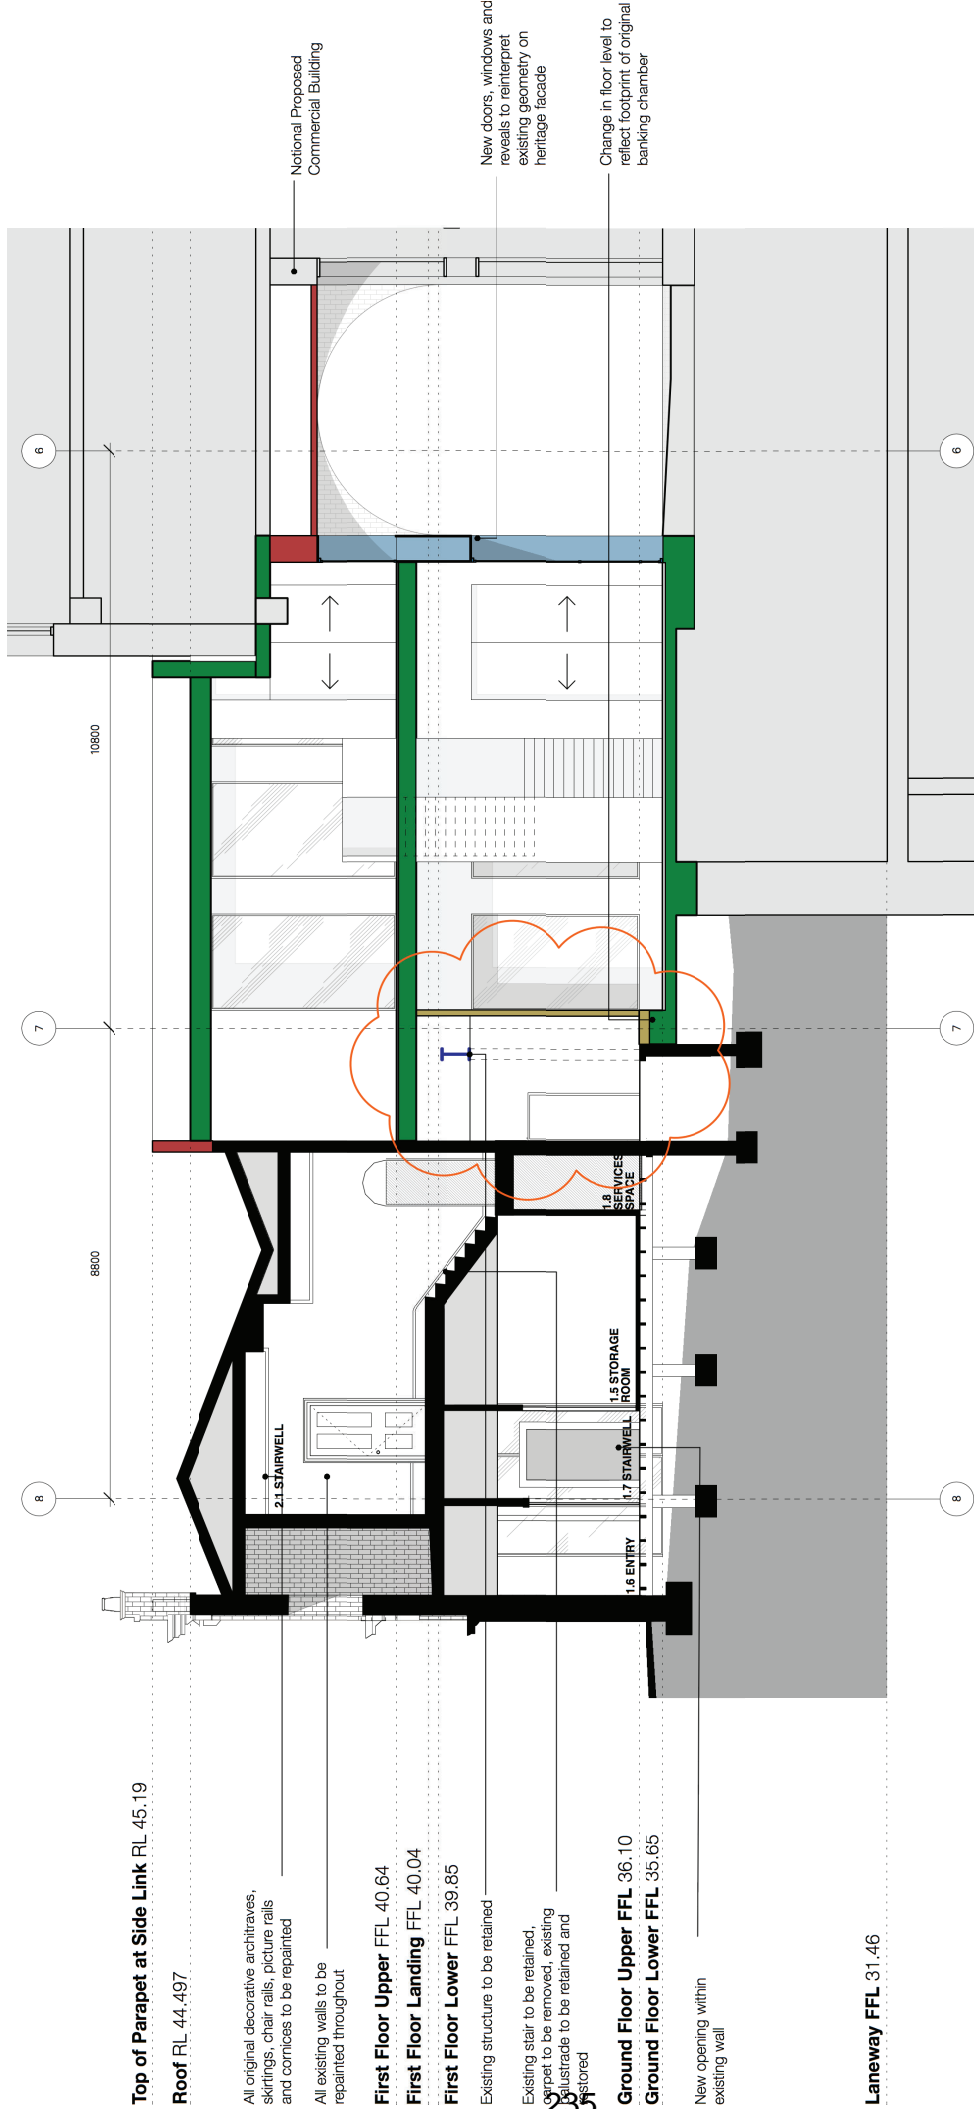 Notional Proposed
Commercial Building
New doors, windows and
reveals to reinterpret
existing geometry on
heritage facade
Change in floor level to
reflect footprint of original
banking chamber
6
6
10800
7
7
8800
8
8
2.1 STAIRWELL
1.8
SERVICES
SPACE
1.5 STORAGE
ROOM
1.7 STAIRWELL
1.6 ENTRY
Top of Parapet at Side Link RL 45.19
Roof RL 44.497
All original decorative architraves,
skirtings, chair rails, picture rails
and cornices to be repainted
All existing walls to be
repainted throughout
First Floor Upper FFL 40.64
First Floor Landing FFL 40.04
First Floor Lower FFL 39.85
Existing structure to be retained
Existing stair to be retained,
carpet to be removed, existing
balustrade to be retained and
restored
235
Ground Floor Upper FFL 36.10
Ground Floor Lower FFL 35.65
New opening within
existing wall
Laneway FFL 31.46